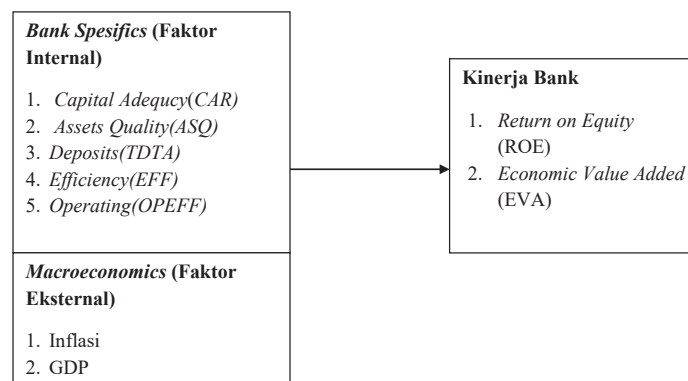 Bank Spesifics (Faktor
Internal)
1. Capital Adequcy(CAR)
2. Assets Quality(ASQ)
3. Deposits(TDTA)
4. Efficiency(EFF)
5. Operating(OPEFF)
Macroeconomics (Faktor
Eksternal)
1. Inflasi
2. GDP
Kinerja Bank
1. Return on Equity
(ROE)
2. Economic Value Added
(EVA)